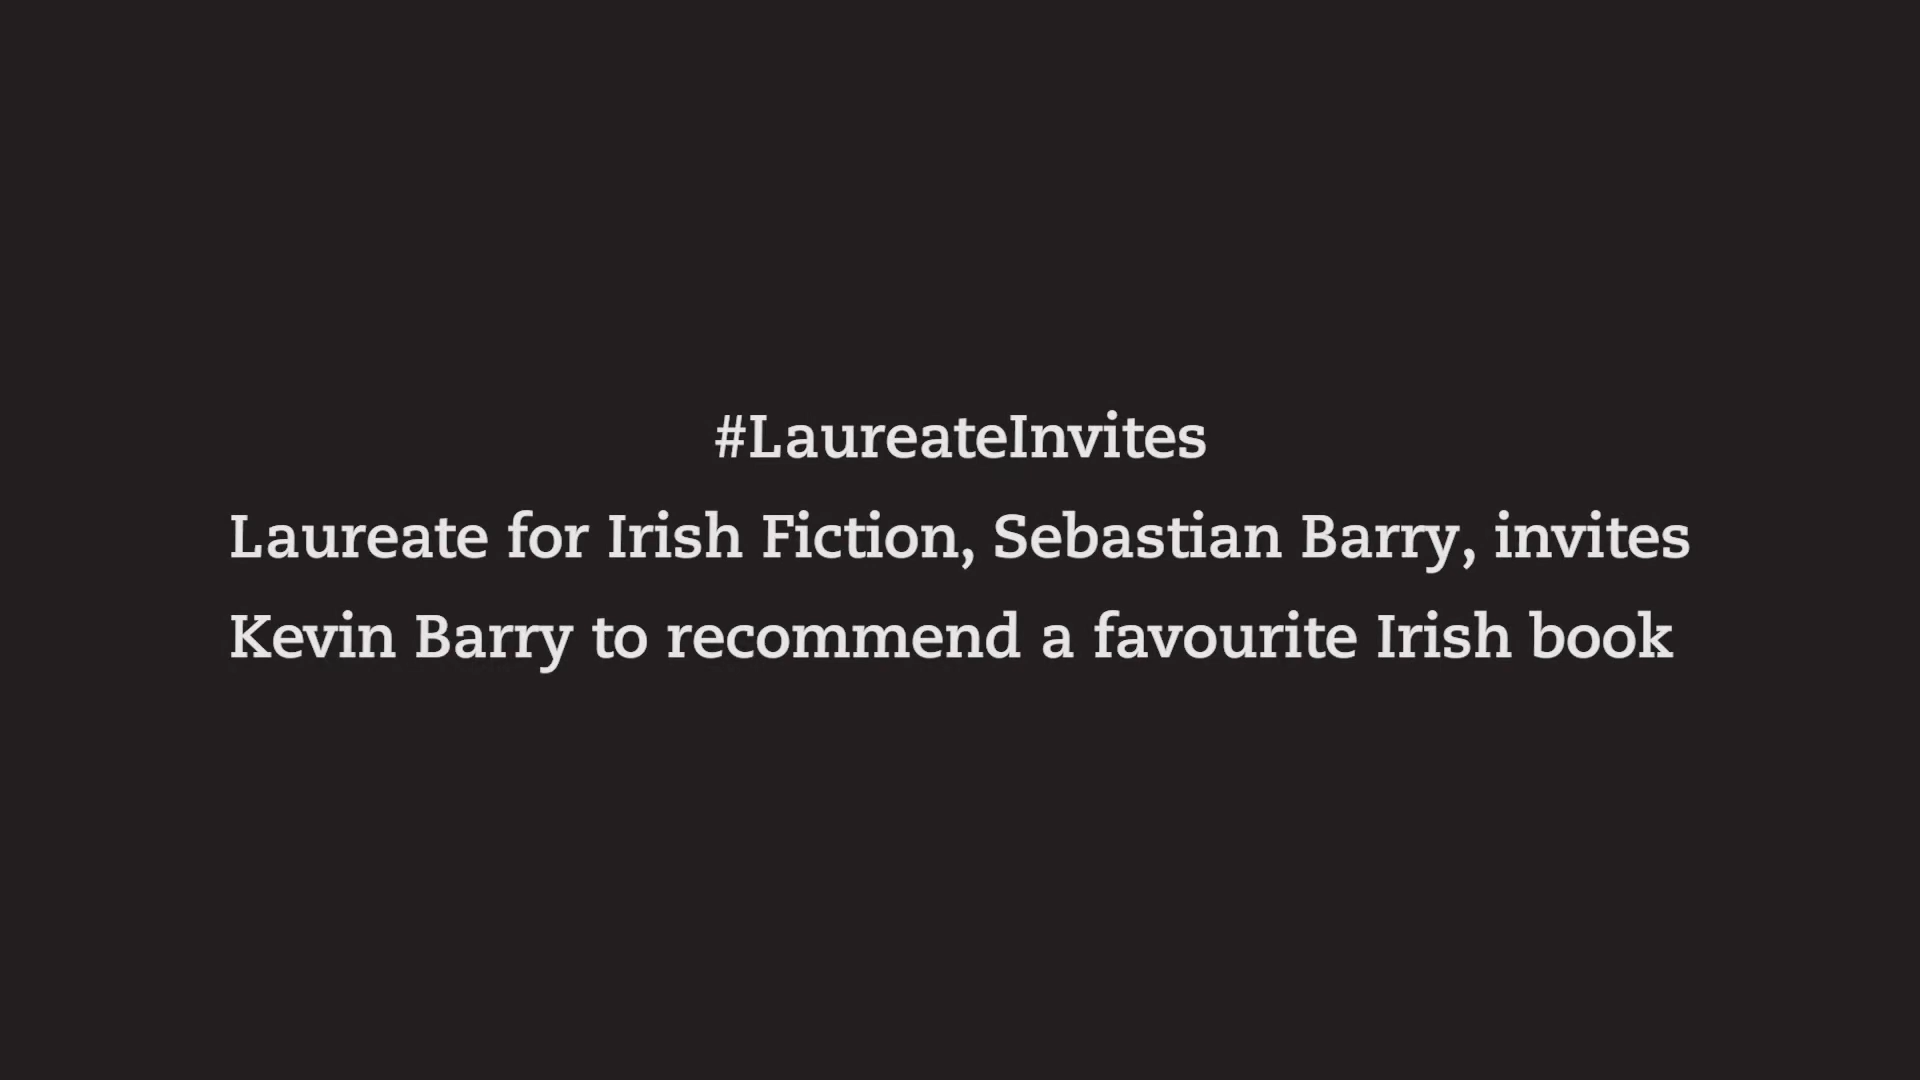 #LaureateInvites
Laureate for Irish Fiction, Sebastian Barry, invites
Kevin Barry to recommend a favourite Irish book